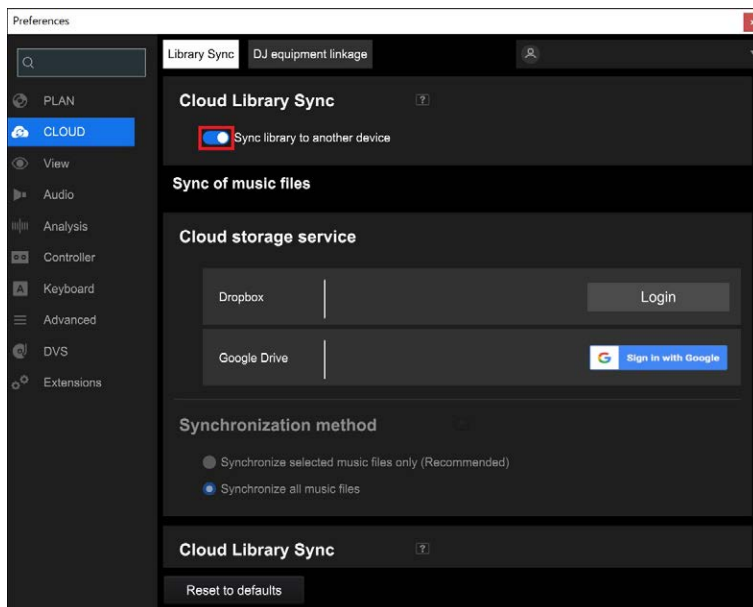 Preferences
Library Sync
DJ equipment linkage
PLAN
CLOUD
View
Audio
Analysis
Controller
A Keyboard
Advanced
DVS
Extensions
Cloud Library Sync ?
Sync library to another device
Sync of music files
Cloud storage service
Dropbox
Login
Google Drive
G Sign in with Google
Synchronization method
Synchronize selected music files only (Recommended)
Synchronize all music files
Cloud Library Sync ?
Reset to defaults